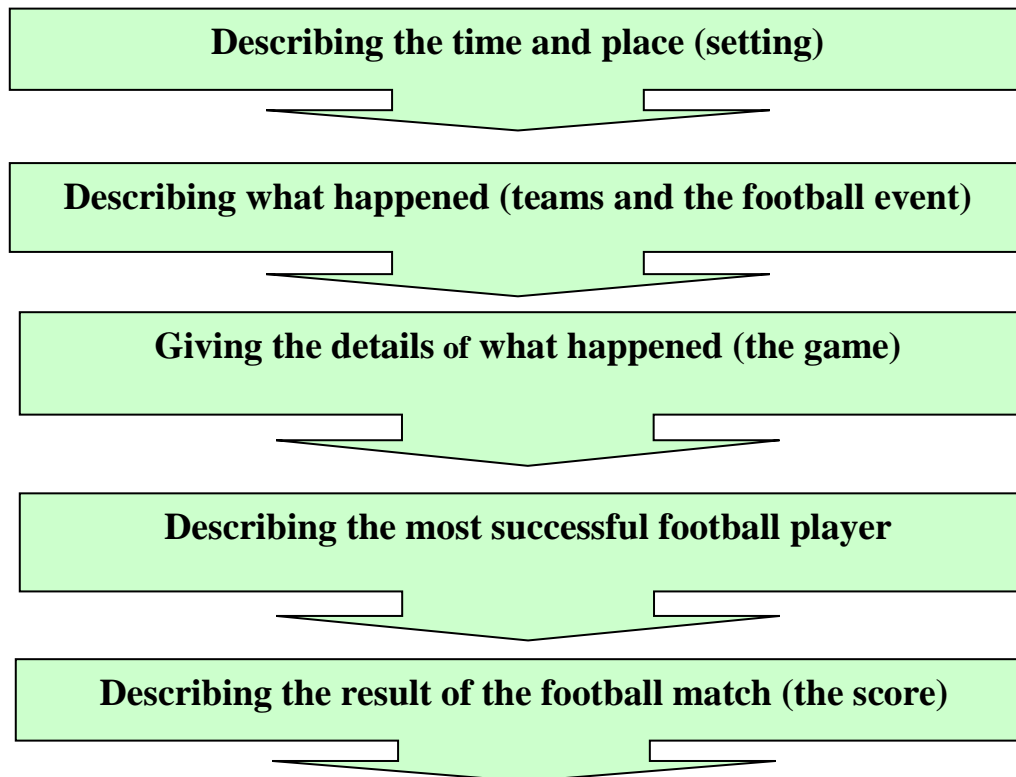 Describing the time and place (setting)
Describing what happened (teams and the football event)
Giving the details of what happened (the game)
Describing the most successful football player
Describing the result of the football match (the score)